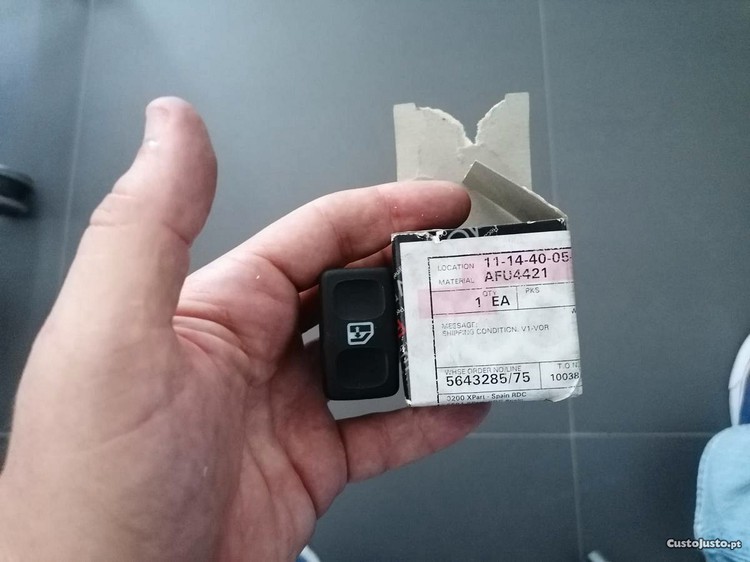 LOCATION 11-14-40-05-
MATERIAL AFU4421
QTY PKS
1 EA
MESSAGE:
SHIPPING CONDITION: V1-VOR
WHSE ORDER NO/LINE T.O N
5643285/75 10038
3200 XPart - Spain RDC
CustoJusto.pt